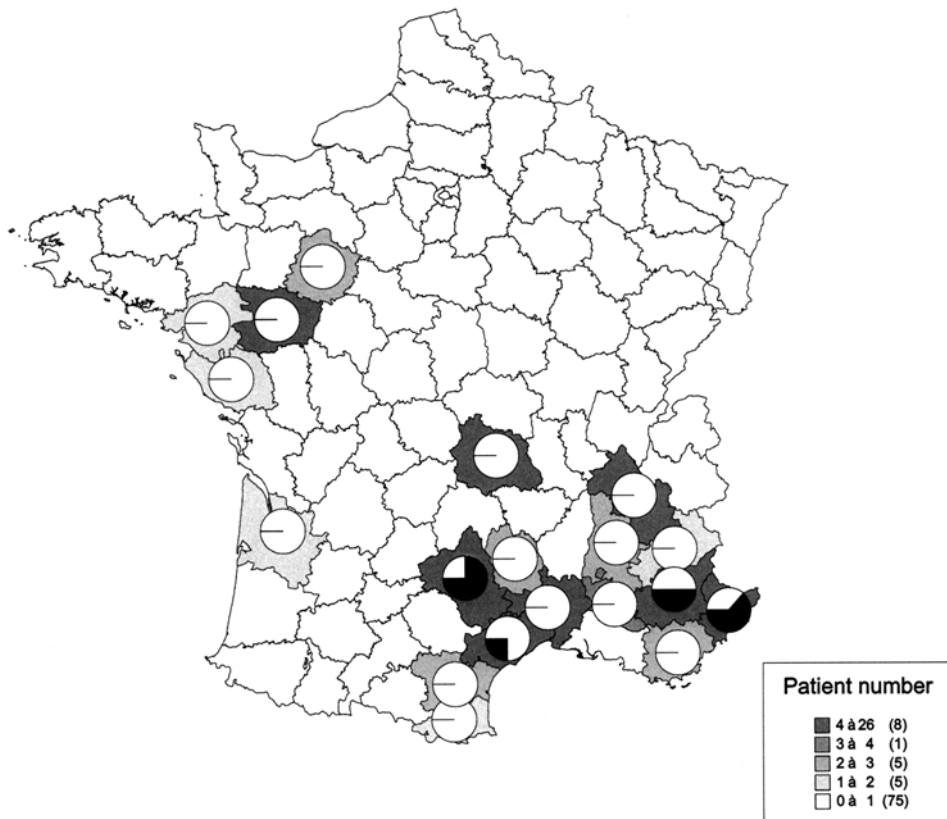 Patient number
4 à 26 (8)
3 à 4 (1)
2 à 3 (5)
1 à 2 (5)
0 à 1 (75)